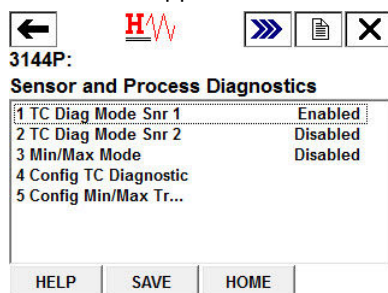 H
3144P:
Sensor and Process Diagnostics
1 TC Diag Mode Snr 1 Enabled
2 TC Diag Mode Snr 2 Disabled
3 Min/Max Mode Disabled
4 Config TC Diagnostic
5 Config Min/Max Tr...
HELP SAVE HOME